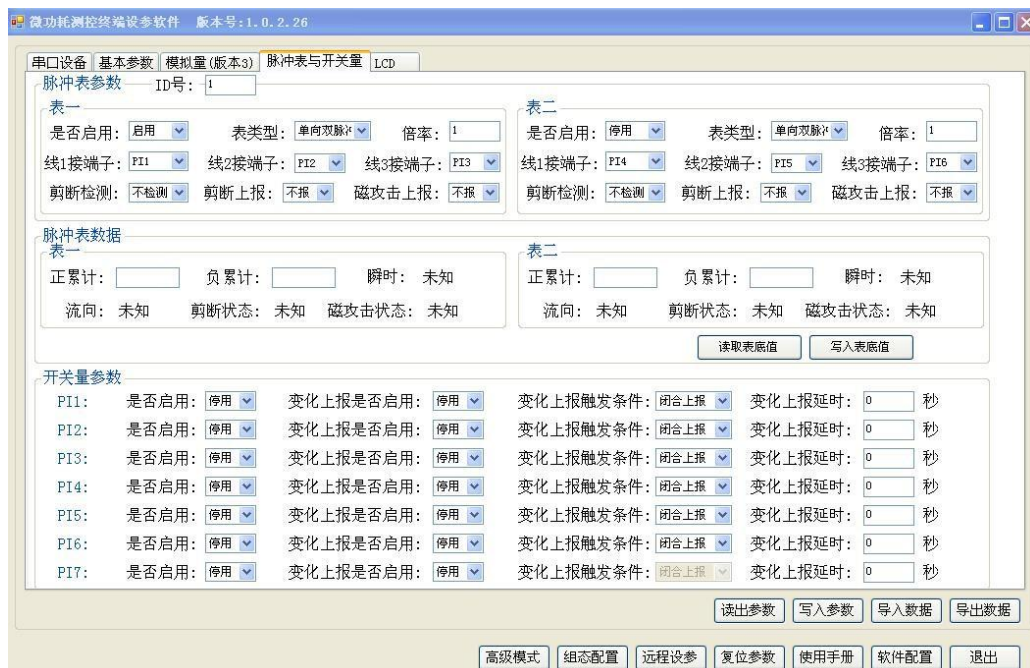 微功耗测控终端设参软件 版本号:1.0.2.26
串口设备 基本参数 模拟量(版本3) 脉冲表与开关量 LCD
脉冲表参数 ID号: 1
表一 表二
是否启用: 启用 表类型: 单向双脉冲 倍率: 1 是否启用: 停用 表类型: 单向双脉冲 倍率: 1
线1接端子: PI1 线2接端子: PI2 线3接端子: PI3 线1接端子: PI4 线2接端子: PI5 线3接端子: PI6
剪断检测: 不检测 剪断上报: 不报 磁攻击上报: 不报 剪断检测: 不检测 剪断上报: 不报 磁攻击上报: 不报
脉冲表数据
表一 表二
正累计: 负累计: 瞬时: 未知 正累计: 负累计: 瞬时: 未知
流向: 未知 剪断状态: 未知 磁攻击状态: 未知 流向: 未知 剪断状态: 未知 磁攻击状态: 未知
读取表底值 写入表底值
开关量参数
PI1: 是否启用: 停用 变化上报是否启用: 停用 变化上报触发条件: 闭合上报 变化上报延时: 0 秒
PI2: 是否启用: 停用 变化上报是否启用: 停用 变化上报触发条件: 闭合上报 变化上报延时: 0 秒
PI3: 是否启用: 停用 变化上报是否启用: 停用 变化上报触发条件: 闭合上报 变化上报延时: 0 秒
PI4: 是否启用: 停用 变化上报是否启用: 停用 变化上报触发条件: 闭合上报 变化上报延时: 0 秒
PI5: 是否启用: 停用 变化上报是否启用: 停用 变化上报触发条件: 闭合上报 变化上报延时: 0 秒
PI6: 是否启用: 停用 变化上报是否启用: 停用 变化上报触发条件: 闭合上报 变化上报延时: 0 秒
PI7: 是否启用: 停用 变化上报是否启用: 停用 变化上报触发条件: 闭合上报 变化上报延时: 0 秒
读出参数 写入参数 导入数据 导出数据
高级模式 组态配置 远程设参 复位参数 使用手册 软件配置 退出